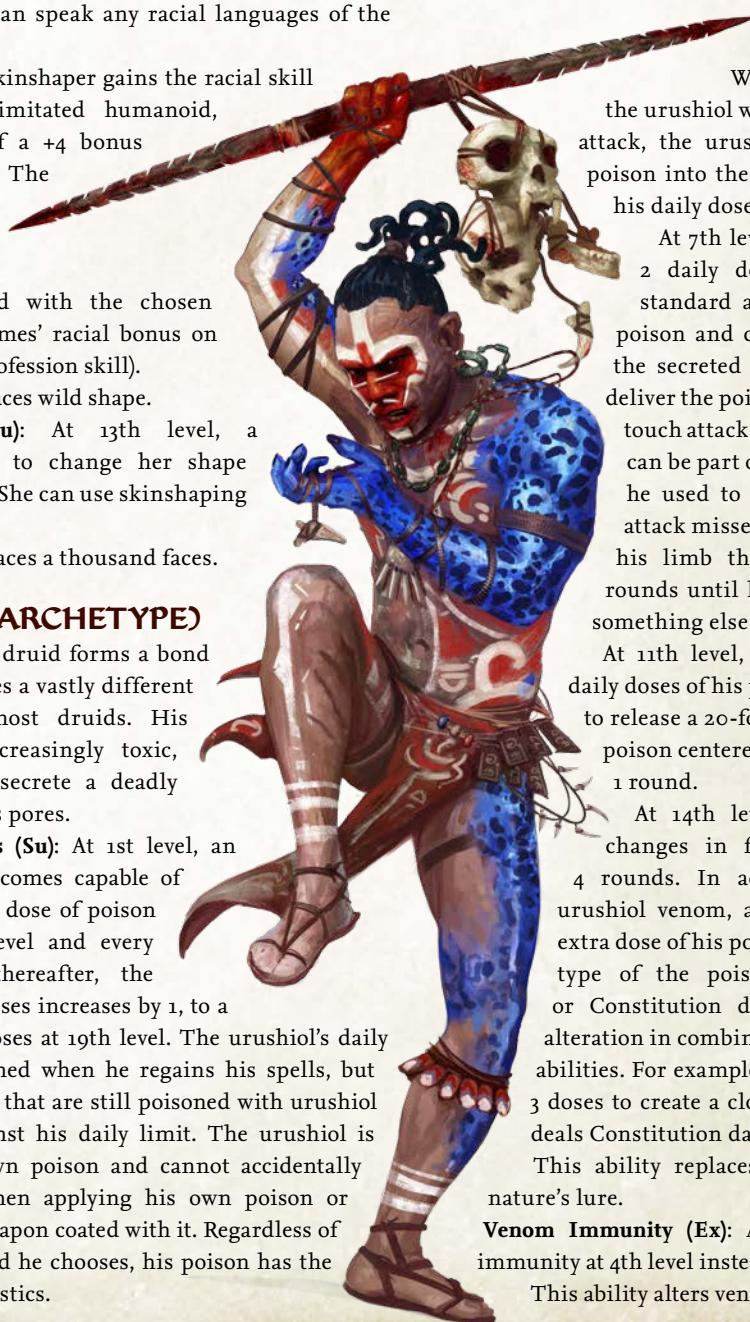 an speak any racial languages of the
kinshaper gains the racial skill
imitated humanoid,
f a +4 bonus
The
d with the chosen
mes' racial bonus on
ofession skill).
ces wild shape.
u): At 13th level, a
to change her shape
She can use skinshaping
aces a thousand faces.
ARCHETYPE)
druid forms a bond
es a vastly different
most druids. His
creasingly toxic,
secrete a deadly
s pores.
s (Su): At 1st level, an
comes capable of
dose of poison
evel and every
hereafter, the
ses increases by 1, to a
oses at 19th level. The urushiol's daily
ned when he regains his spells, but
that are still poisoned with urushiol
nst his daily limit. The urushiol is
wn poison and cannot accidentally
hen applying his own poison or
apon coated with it. Regardless of
d he chooses, his poison has the
stics.
W
the urushiol w
attack, the urus
poison into the
his daily dose
At 7th lev
2 daily do
standard a
poison and c
the secreted
deliver the poi
touch attack
can be part o
he used to
attack misse
his limb th
rounds until h
something else
At 11th level,
daily doses of his p
to release a 20-fo
poison centere
1 round.
At 14th lev
changes in f
4 rounds. In a
urushiol venom, a
extra dose of his po
type of the pois
or Constitution d
alteration in combin
abilities. For example
3 doses to create a clo
deals Constitution da
This ability replaces
nature's lure.
Venom Immunity (Ex): A
immunity at 4th level inste
This ability alters ven